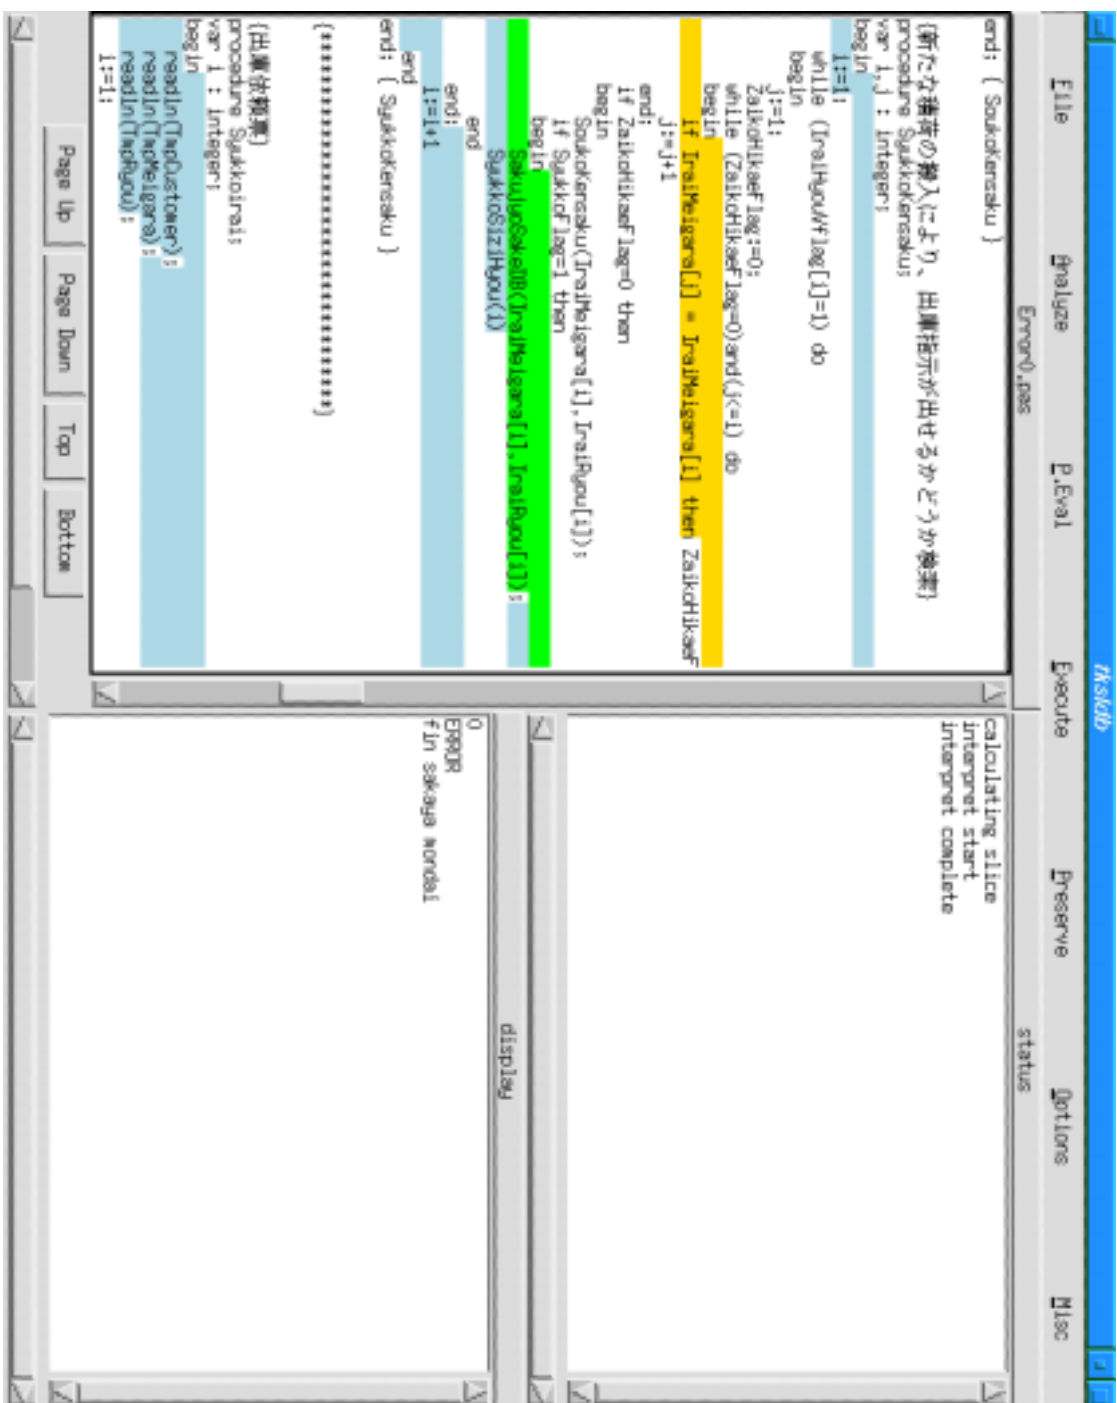 tksldb
File Analyze P.Eval Execute Preserve Options Misc
Error0.pas
end; { SoukoKensaku }
{新たな積荷の輸入により、出庫指示が出せるかどうか検索}
procedure SyukkoKensaku;
var i,j : integer;
begin
i:=1;
while (IraiHyouVflag[i]=1) do
begin
j:=1;
ZaikoHikaeFlag:=0;
while (ZaikoHikaeFlag=0)and(j<=i) do
begin
if IraiMeigara[j] = IraiMeigara[i] then ZaikoHikaeF
j:=j+1
end;
if ZaikoHikaeFlag=0 then
begin
SoukoKensaku(IraiMeigara[i],IraiRyou[i]);
if SyukkoFlag=1 then
begin
SakujyoSakeDB(IraiMeigara[i],IraiRyou[i]);
SyukkoSiziHyou(i)
end
end;
i:=i+1
end
end; { SyukkoKensaku }
{******************************}
{出庫依頼票}
procedure Syukkoirai;
var i : integer;
begin
readln(TmpCustomer);
readln(TmpMeigara);
readln(TmpRyou);
i:=1;
Page Up Page Down Top Bottom
status
calculating slice
interpret start
interpret complete
display
0
ERROR
fin sakaya mondai